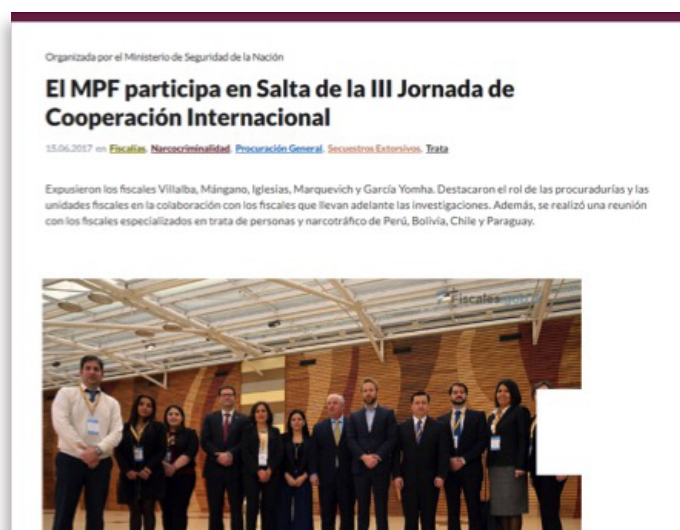 Organizada por el Ministerio de Seguridad de la Nación
El MPF participa en Salta de la III Jornada de
Cooperación Internacional
15.06.2017 en Fiscalías, Narcocriminalidad, Procuración General, Secuestros Extorsivos, Trata
Expusieron los fiscales Villalba, Mángano, Iglesias, Marquevich y García Yomha. Destacaron el rol de las procuradurías y las
unidades fiscales en la colaboración con los fiscales que llevan adelante las investigaciones. Además, se realizó una reunión
con los fiscales especializados en trata de personas y narcotráfico de Perú, Bolivia, Chile y Paraguay.
Fiscales